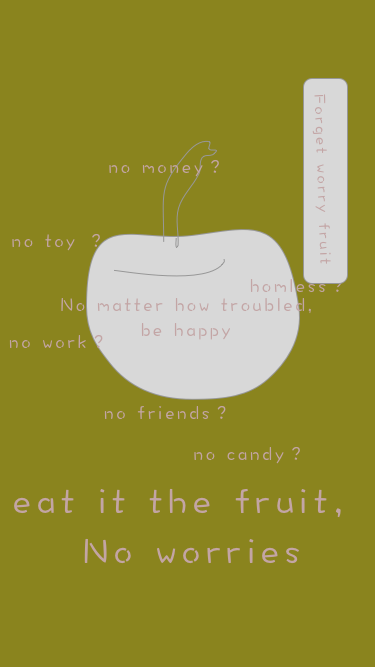 Forget worry fruit
no money ?
no toy ?
homless ?
No matter how troubled,
be happy
no work ?
no friends ?
no candy ?
eat it the fruit,
No worries